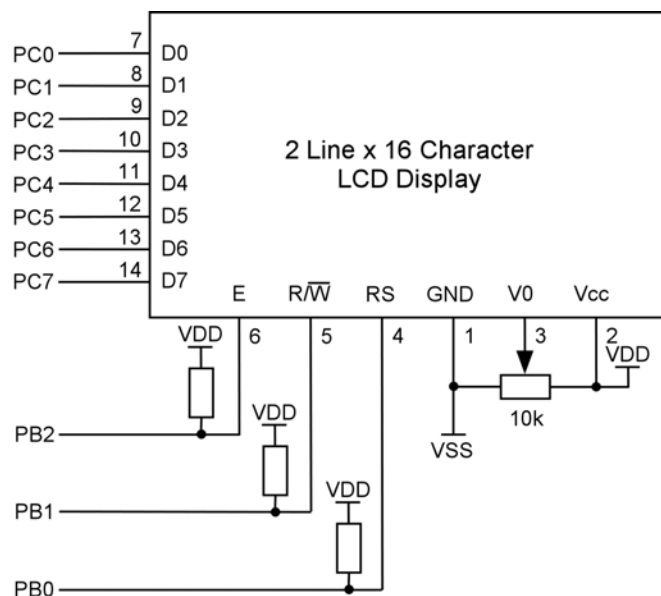 PC0 7 D0
PC1 8 D1
PC2 9 D2
PC3 10 D3
PC4 11 D4
PC5 12 D5
PC6 13 D6
PC7 14 D7
2 Line x 16 Character
LCD Display
E R/W̅ RS GND V0 Vcc
6 5 4 1 3 2
VDD VDD
10k
VDD
PB2
VSS
VDD
PB1
PB0